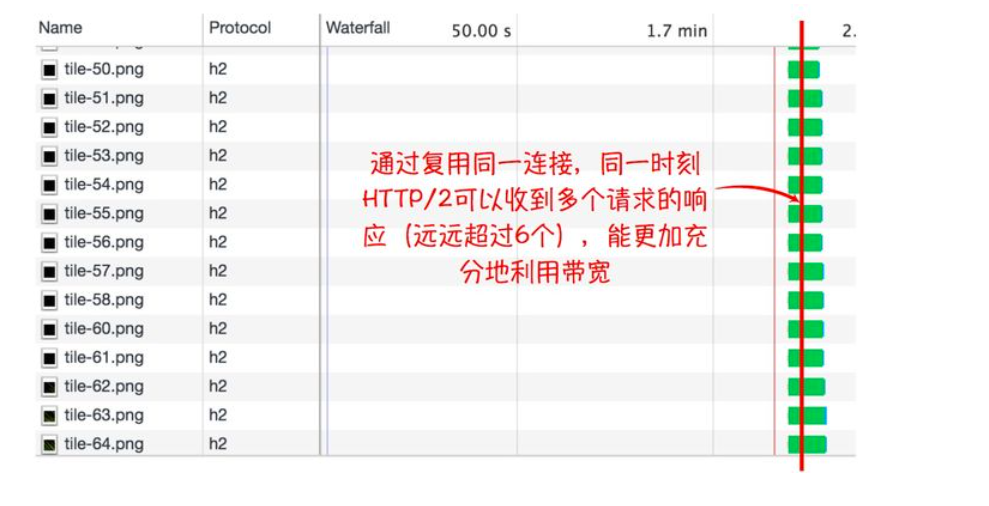 Name Protocol Waterfall 50.00 s 1.7 min 2.
tile-50.png h2
tile-51.png h2
tile-52.png h2
tile-53.png h2
tile-54.png h2
tile-55.png h2
tile-56.png h2
tile-57.png h2
tile-58.png h2
tile-60.png h2
tile-61.png h2
tile-62.png h2
tile-63.png h2
tile-64.png h2
通过复用同一连接，同一时刻
HTTP/2可以收到多个请求的响
应（远远超过6个），能更加充
分地利用带宽